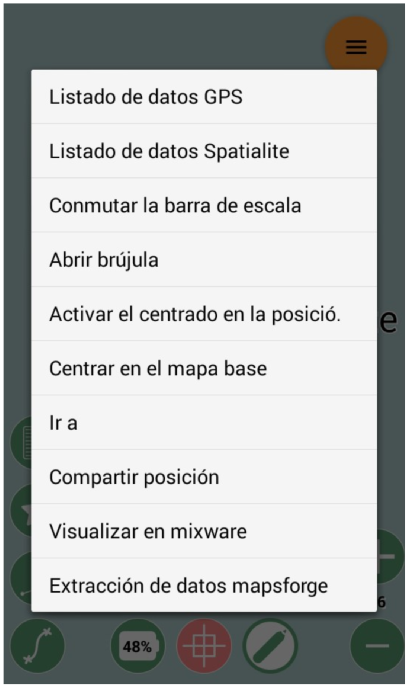 Listado de datos GPS
Listado de datos Spatialite
Conmutar la barra de escala
Abrir brújula
Activar el centrado en la posició.
e
Centrar en el mapa base
Ir a
Compartir posición
Visualizar en mixware
Extracción de datos mapsforge
6
48%